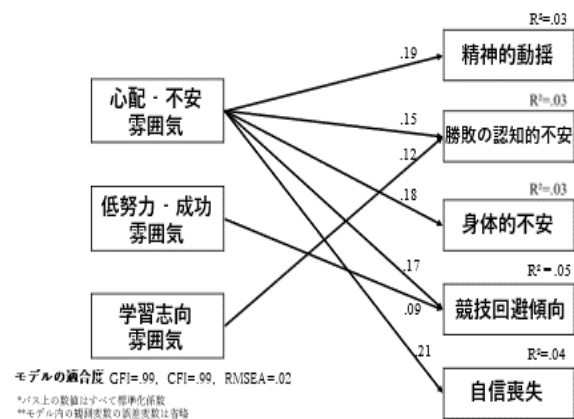 R²=.03
精神的動揺
.19
心配・不安
雰囲気
R²=.03
.15
勝敗の認知的不安
.12
低努力・成功
雰囲気
.18
R²=.03
身体的不安
.17
R²=.05
競技回避傾向
.09
学習志向
雰囲気
.21
R²=.04
自信喪失
モデルの適合度 GFI=.99, CFI=.99, RMSEA=.02
*パス上の数値はすべて標準化係数
**モデル内の観測変数の誤差変数は省略